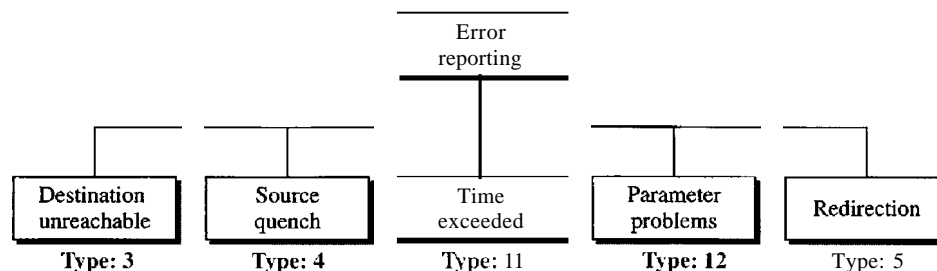 Error
reporting
Destination
unreachable
Source
quench
Time
exceeded
Parameter
problems
Redirection
Type: 3
Type: 4
Type: 11
Type: 12
Type: 5